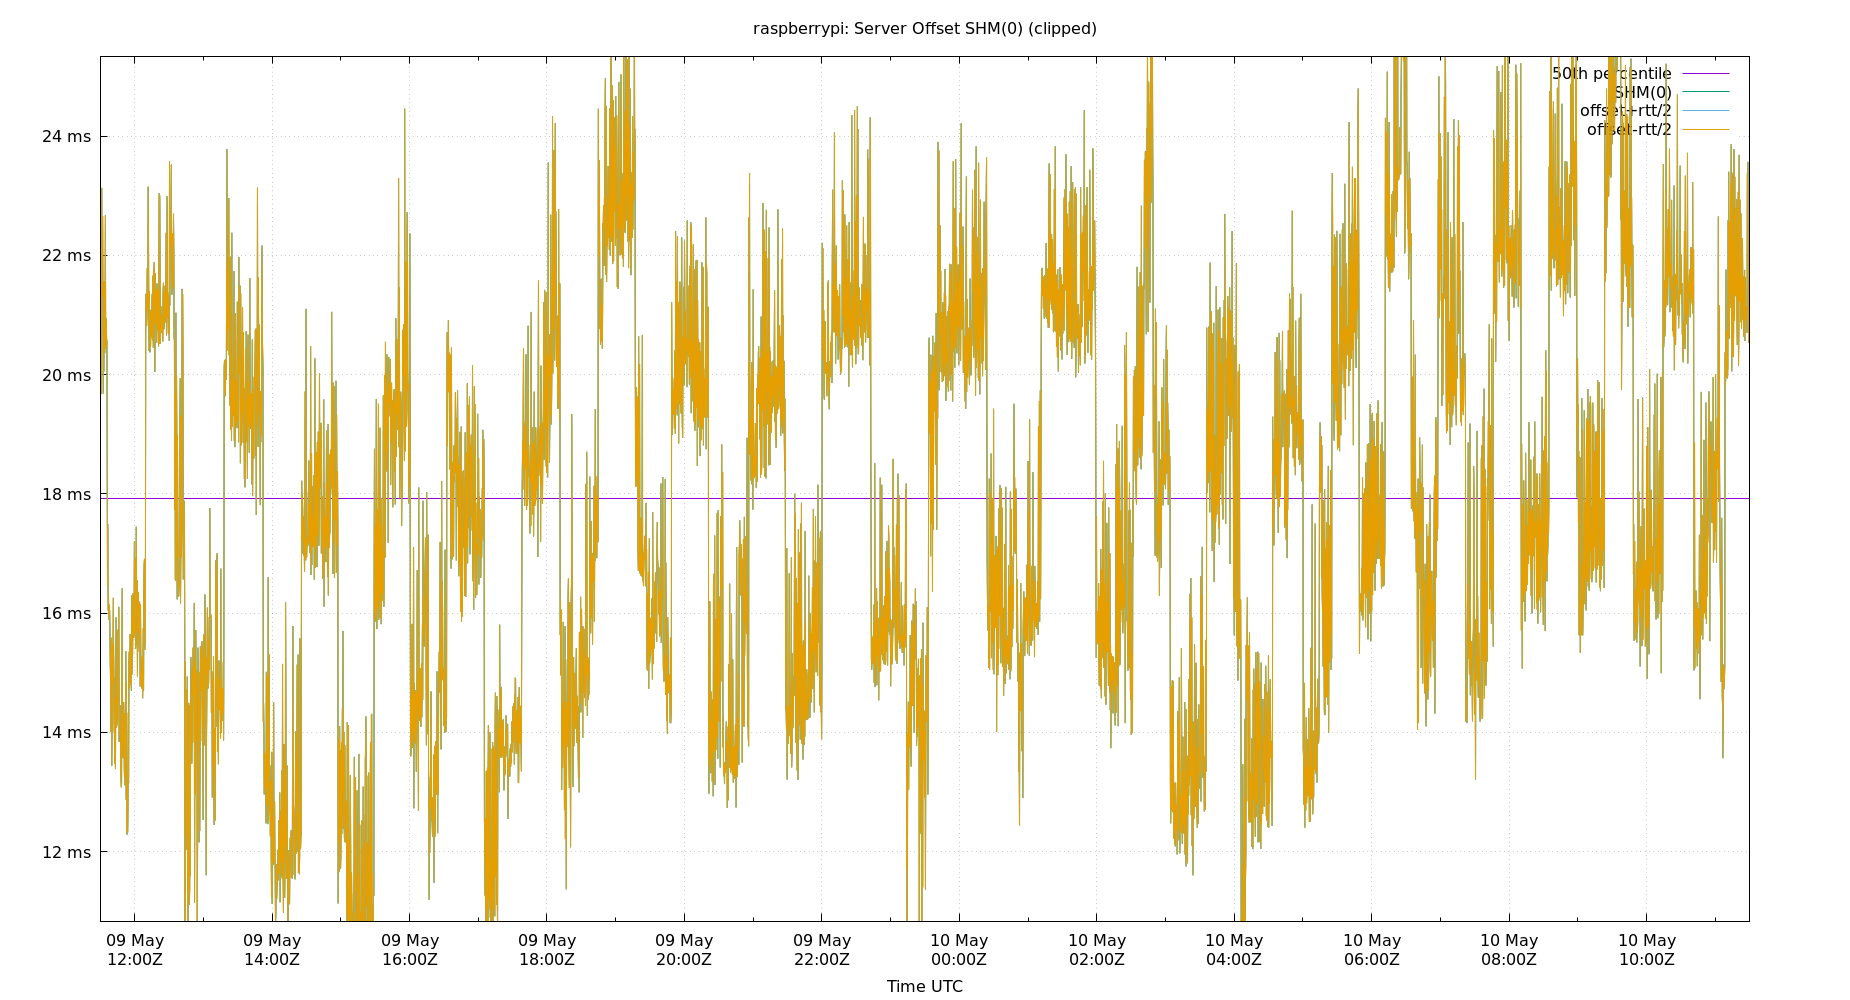 raspberrypi: Server Offset SHM(0) (clipped)
50th percentile
SHM(0)
offset+rtt/2
offset-rtt/2
24 ms
22 ms
20 ms
18 ms
16 ms
14 ms
12 ms
09 May 09 May 09 May 09 May 09 May 09 May 10 May 10 May 10 May 10 May 10 May 10 May
12:00Z 14:00Z 16:00Z 18:00Z 20:00Z 22:00Z 00:00Z 02:00Z 04:00Z 06:00Z 08:00Z 10:00Z
Time UTC